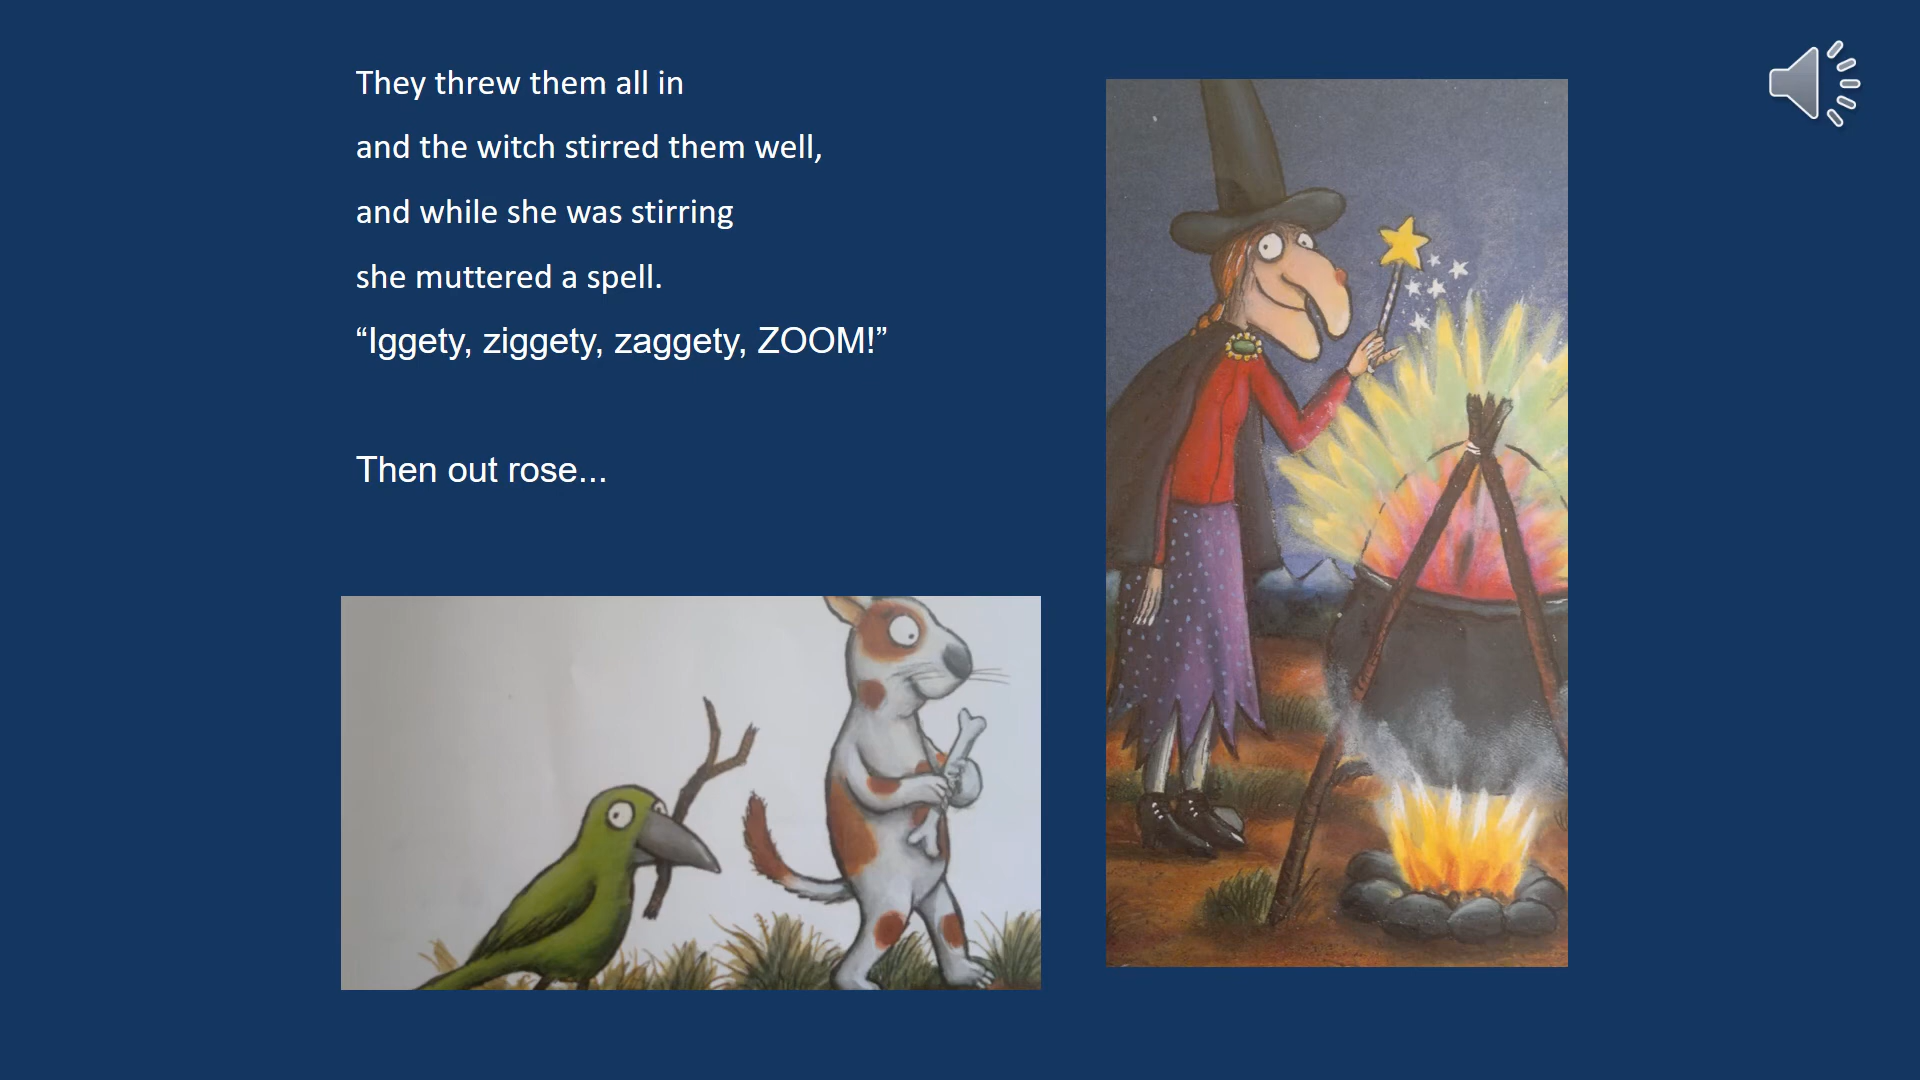 They threw them all in
and the witch stirred them well,
and while she was stirring
she muttered a spell.
“Iggety, ziggety, zaggety, ZOOM!”
Then out rose...